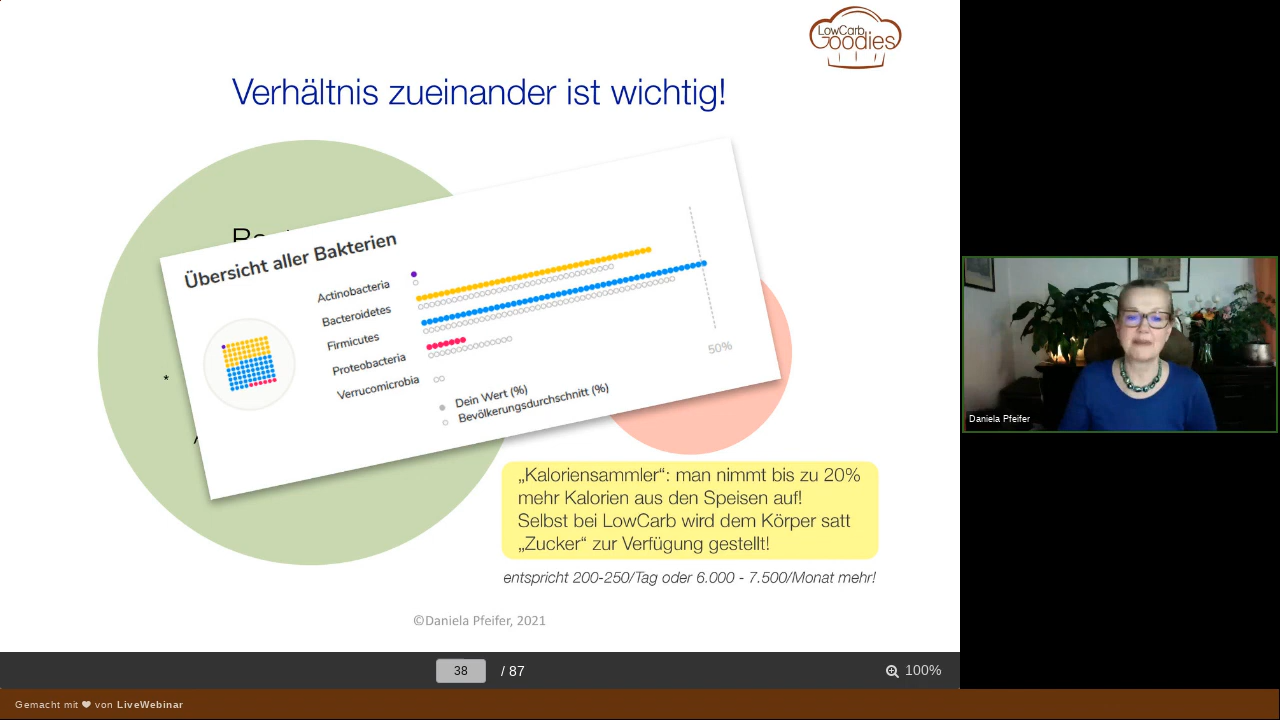 LowCarb
Goodies
Verhältnis zueinander ist wichtig!
Übersicht aller Bakterien
Actinobacteria
Bacteroidetes
Firmicutes
Proteobacteria
Verrucomicrobia
50%
Dein Wert (%)
Bevölkerungsdurchschnitt (%)
*
„Kaloriensammler“: man nimmt bis zu 20%
mehr Kalorien aus den Speisen auf!
Selbst bei LowCarb wird dem Körper satt
„Zucker“ zur Verfügung gestellt!
entspricht 200-250/Tag oder 6.000 - 7.500/Monat mehr!
©Daniela Pfeifer, 2021
Daniela Pfeifer
38 / 87
100%
Gemacht mit ❤ von LiveWebinar